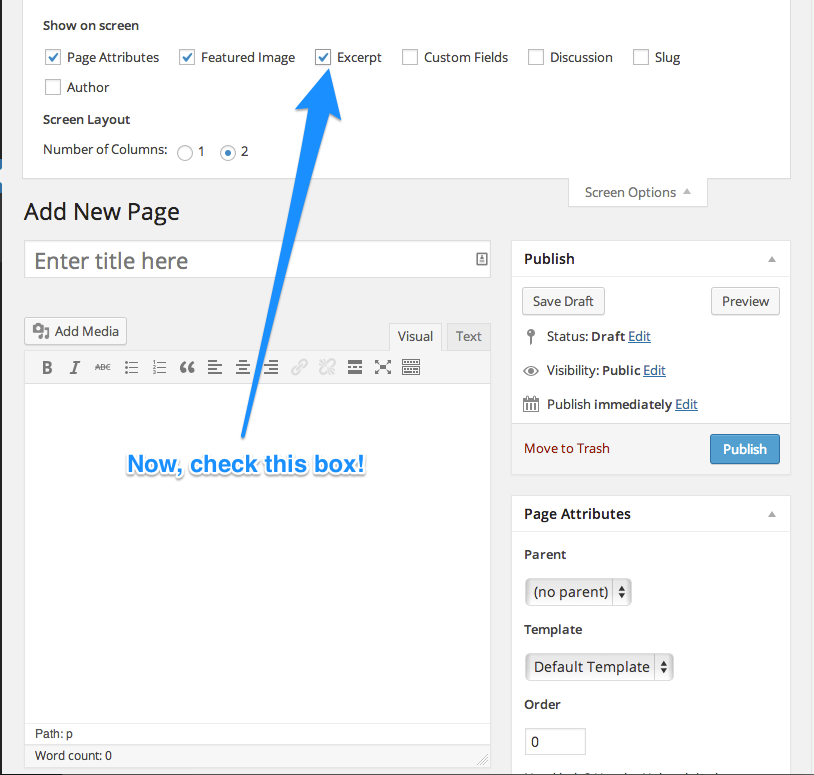 Show on screen
Page Attributes Featured Image Excerpt Custom Fields Discussion Slug
Author
Screen Layout
Number of Columns: 1 2
Screen Options
Add New Page
Enter title here
Publish
Save Draft Preview
Add Media
Visual Text
Status: Draft Edit
B I ABC
Visibility: Public Edit
Publish immediately Edit
Move to Trash Publish
Now, check this box!
Page Attributes
Parent
(no parent)
Template
Default Template
Order
0
Path: p
Word count: 0